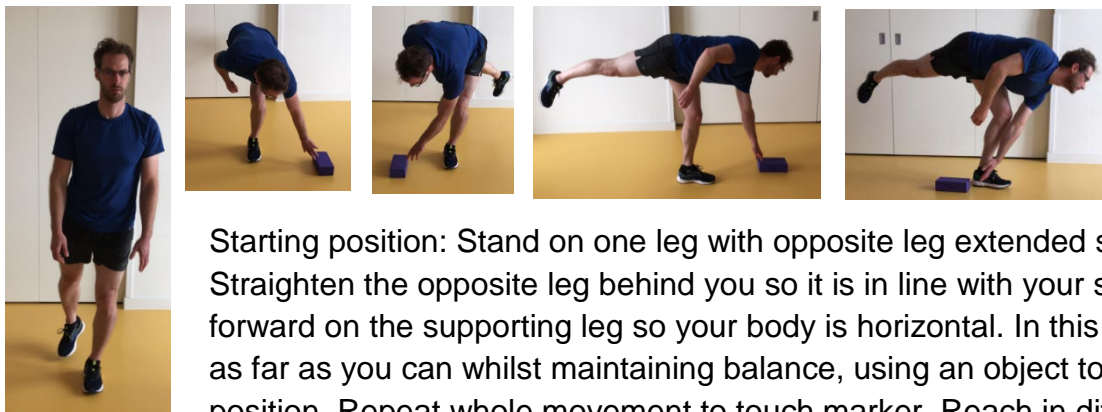 Starting position: Stand on one leg with opposite leg extended
Straighten the opposite leg behind you so it is in line with your
forward on the supporting leg so your body is horizontal. In this
as far as you can whilst maintaining balance, using an object to
position. Repeat whole movement to touch marker. Reach in